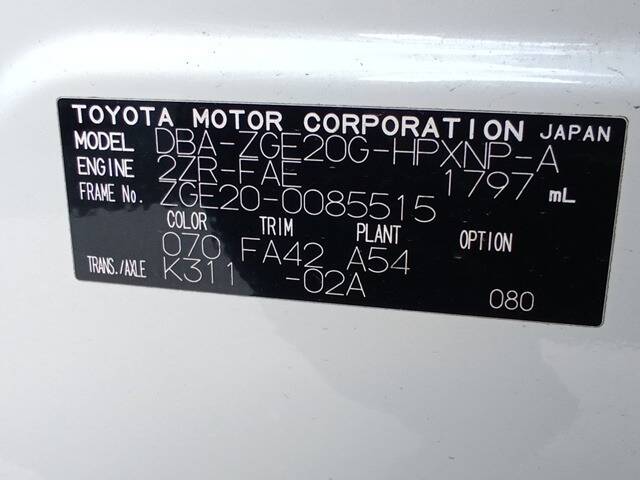 TOYOTA MOTOR CORPORATION JAPAN
MODEL DBA-ZGE20G-HPXNP-A
ENGINE 2ZR-FAE 1797 mL
FRAME No. ZGE20-0085515
COLOR TRIM PLANT OPTION
070 FA42 A54
TRANS./AXLE K311 -02A 080